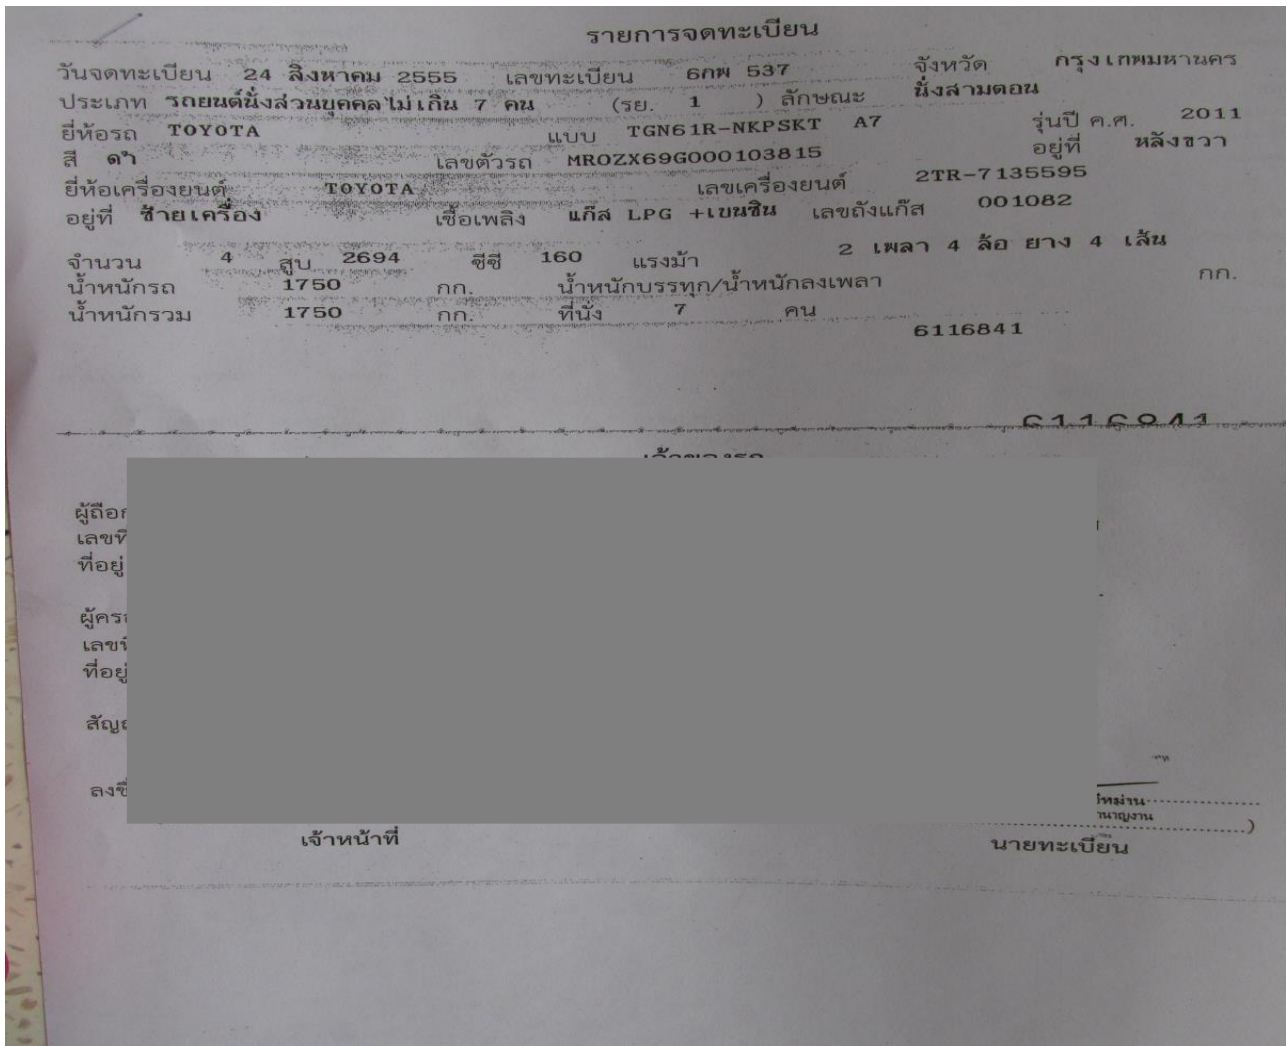 รายการจดทะเบียน
วันจดทะเบียน 24 สิงหาคม 2555 เลขทะเบียน 6กพ 537 จังหวัด กรุงเทพมหานคร
ประเภท รถยนต์นั่งส่วนบุคคลไม่เกิน 7 คน (รย. 1 ) ลักษณะ นั่งสามตอน
ยี่ห้อรถ TOYOTA แบบ TGN61R-NKPSKT A7 รุ่นปี ค.ศ. 2011
สี ดำ เลขตัวรถ MROZX69G000103815 อยู่ที่ หลังขวา
ยี่ห้อเครื่องยนต์ TOYOTA เลขเครื่องยนต์ 2TR-7135595
อยู่ที่ ซ้ายเครื่อง เชื้อเพลิง แก๊ส LPG +เบนซิน เลขถังแก๊ส 001082
จำนวน 4 สูบ 2694 ซีซี 160 แรงม้า 2 เพลา 4 ล้อ ยาง 4 เส้น
น้ำหนักรถ 1750 กก. น้ำหนักบรรทุก/น้ำหนักลงเพลา กก.
น้ำหนักรวม 1750 กก. ที่นั่ง 7 คน
6116841
6116841
เจ้าของรถ
เลขที่
ที่อยู่
ที่อยู่
เจ้าหน้าที่ นายทะเบียน